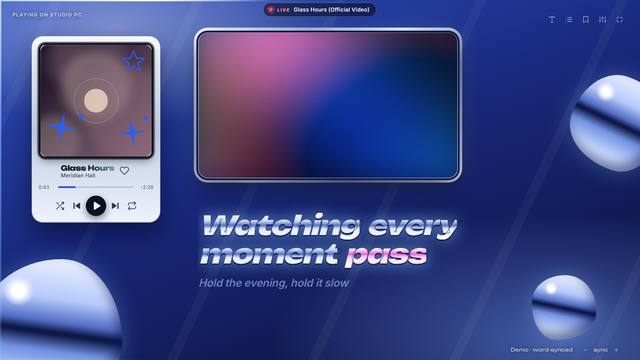 PLAYING ON STUDIO PC
LIVE Glass Hours (Official Video)
Glass Hours
Meridian Hall
0:43
-2:28
Watching every
moment pass
Hold the evening, hold it slow
Demo · word-synced − sync +